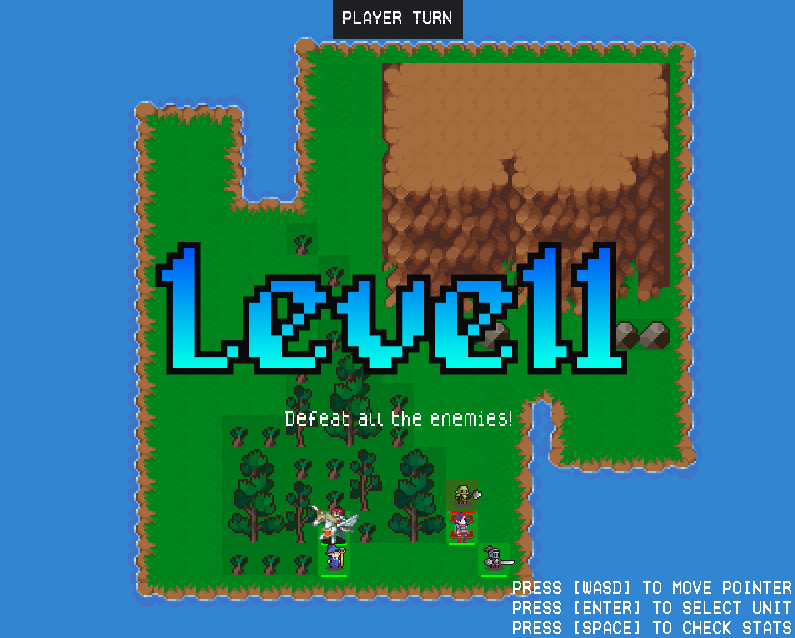 PLAYER TURN
Level1
Defeat all the enemies!
PRESS [WASD] TO MOVE POINTER
PRESS [ENTER] TO SELECT UNIT
PRESS [SPACE] TO CHECK STATS